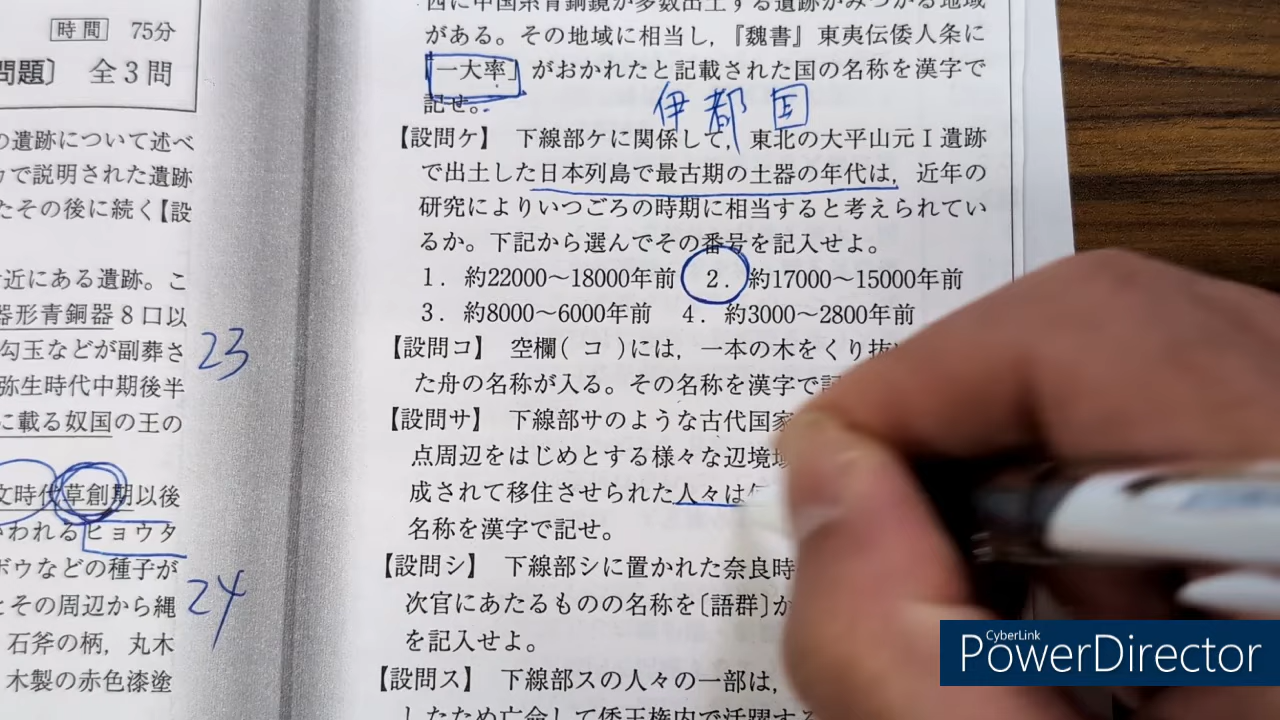 時間 75分
問題〕 全3問
の遺跡について述べ
で説明された遺跡
たその後に続く【設
近にある遺跡。こ
器形青銅器8口以
勾玉などが副葬さ
23
弥生時代中期後半
に載る奴国の王の
文時代草創期以後
われるヒョウタ
ボウなどの種子が
とその周辺から縄
24
石斧の柄,丸木
木製の赤色漆塗
西に中国系青銅鏡が多数出土する遺跡がみつかる地域
がある。その地域に相当し,『魏書』東夷伝倭人条に
「一大率」がおかれたと記載された国の名称を漢字で
記せ。
伊都国
【設問ケ】 下線部ケに関係して,東北の大平山元Ⅰ遺跡
で出土した日本列島で最古期の土器の年代は,近年の
研究によりいつごろの時期に相当すると考えられてい
るか。下記から選んでその番号を記入せよ。
1.約22000〜18000年前 2.約17000〜15000年前
3.約8000〜6000年前 4.約3000〜2800年前
【設問コ】 空欄( コ )には,一本の木をくり抜
た舟の名称が入る。その名称を漢字で
【設問サ】 下線部サのような古代国家
点周辺をはじめとする様々な辺境
成されて移住させられた人々は
名称を漢字で記せ。
【設問シ】 下線部シに置かれた奈良時
次官にあたるものの名称を〔語群〕か
を記入せよ。
【設問ス】 下線部スの人々の一部は,
したため亡命して倭王権内で活躍する
CyberLink
PowerDirector